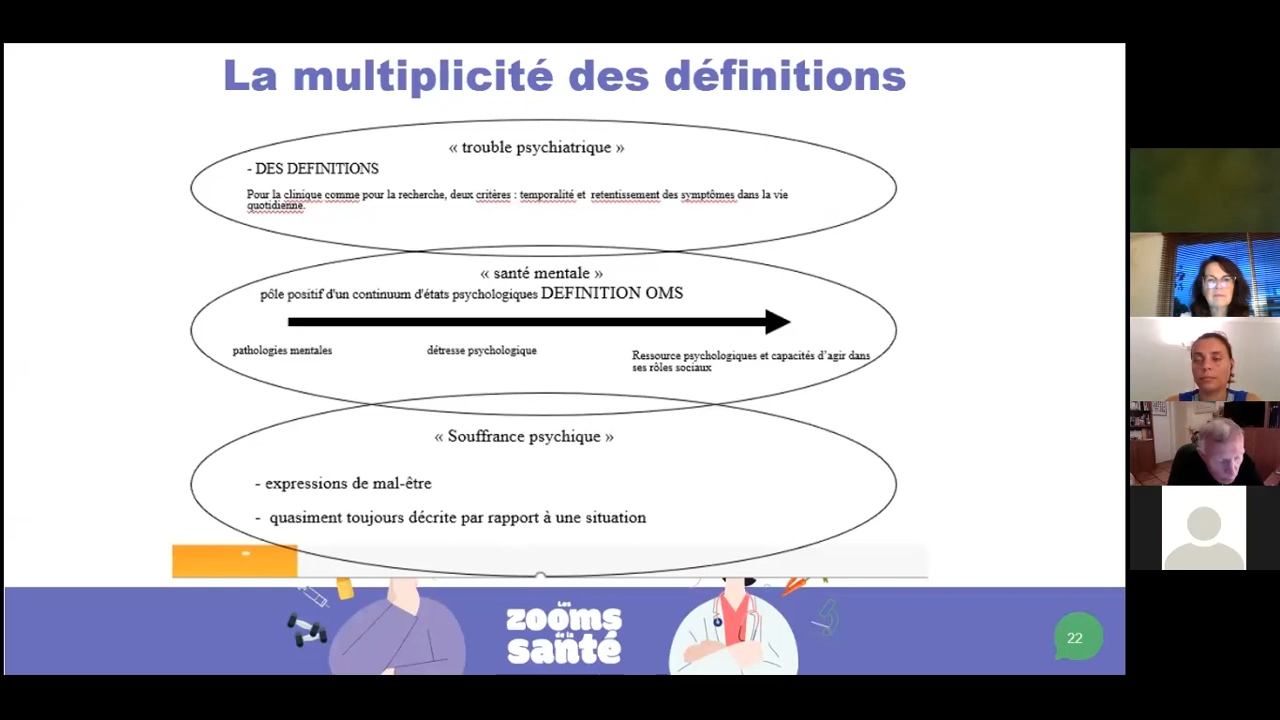 La multiplicité des définitions
« trouble psychiatrique »
- DES DEFINITIONS
Pour la clinique comme pour la recherche, deux critères : temporalité et retentissement des symptômes dans la vie
quotidienne.
« santé mentale »
pôle positif d'un continuum d'états psychologiques DEFINITION OMS
pathologies mentales
détresse psychologique
Ressource psychologiques et capacités d'agir dans
ses rôles sociaux
« Souffrance psychique »
- expressions de mal-être
- quasiment toujours décrite par rapport à une situation
Les
zooms
de la
santé
22